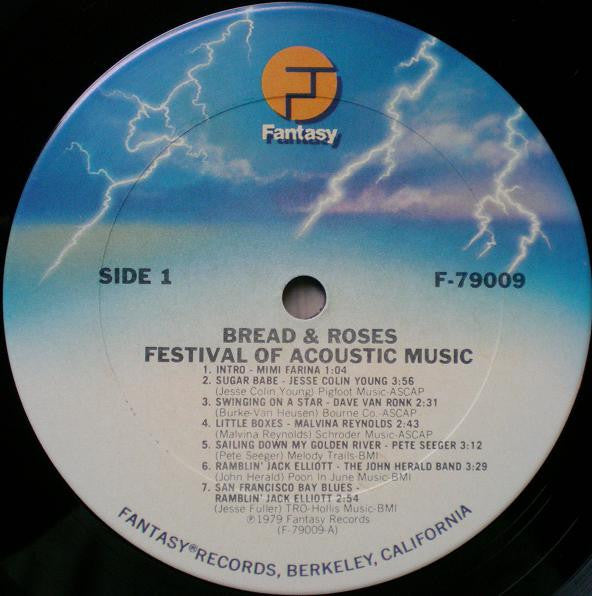 Fantasy
SIDE 1
F-79009
BREAD & ROSES
FESTIVAL OF ACOUSTIC MUSIC
1. INTRO - MIMI FARINA 1:04
2. SUGAR BABE - JESSE COLIN YOUNG 3:56
(Jesse Colin Young) Pigfoot Music-ASCAP
3. SWINGING ON A STAR - DAVE VAN RONK 2:31
(Burke-Van Heusen) Bourne Co.-ASCAP
4. LITTLE BOXES - MALVINA REYNOLDS 2:43
(Malvina Reynolds) Schroder Music-ASCAP
5. SAILING DOWN MY GOLDEN RIVER - PETE SEEGER 3:12
(Pete Seeger) Melody Trails-BMI
6. RAMBLIN' JACK ELLIOTT - THE JOHN HERALD BAND 3:29
(John Herald) Poon In June Music-BMI
7. SAN FRANCISCO BAY BLUES -
RAMBLIN' JACK ELLIOTT 2:54
(Jesse Fuller) TRO-Hollis Music-BMI
℗1979 Fantasy Records
(F-79009-A)
FANTASY® RECORDS, BERKELEY, CALIFORNIA